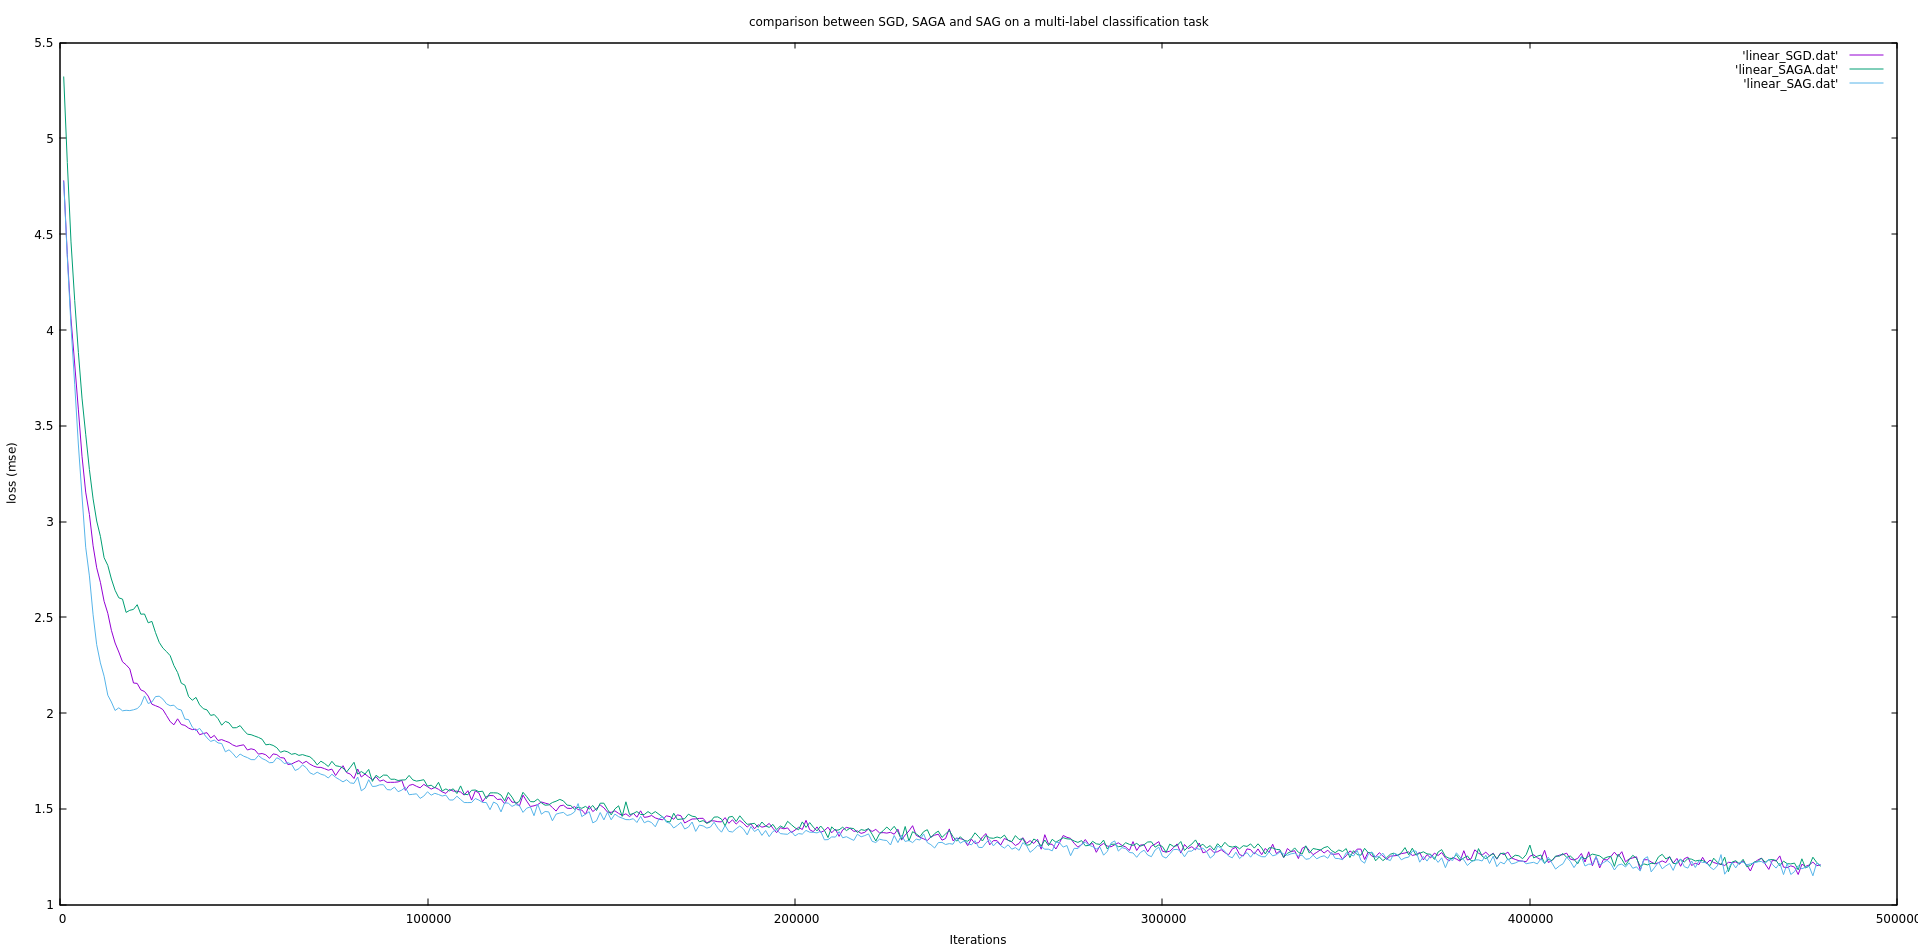 comparison between SGD, SAGA and SAG on a multi-label classification task
'linear_SGD.dat'
'linear_SAGA.dat'
'linear_SAG.dat'
5.5
5
4.5
4
3.5
3
2.5
2
1.5
1
loss (mse)
0 100000 200000 300000 400000 500000
Iterations